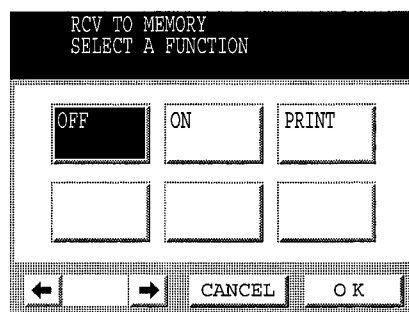 RCV TO MEMORY
SELECT A FUNCTION
OFF ON PRINT
CANCEL OK